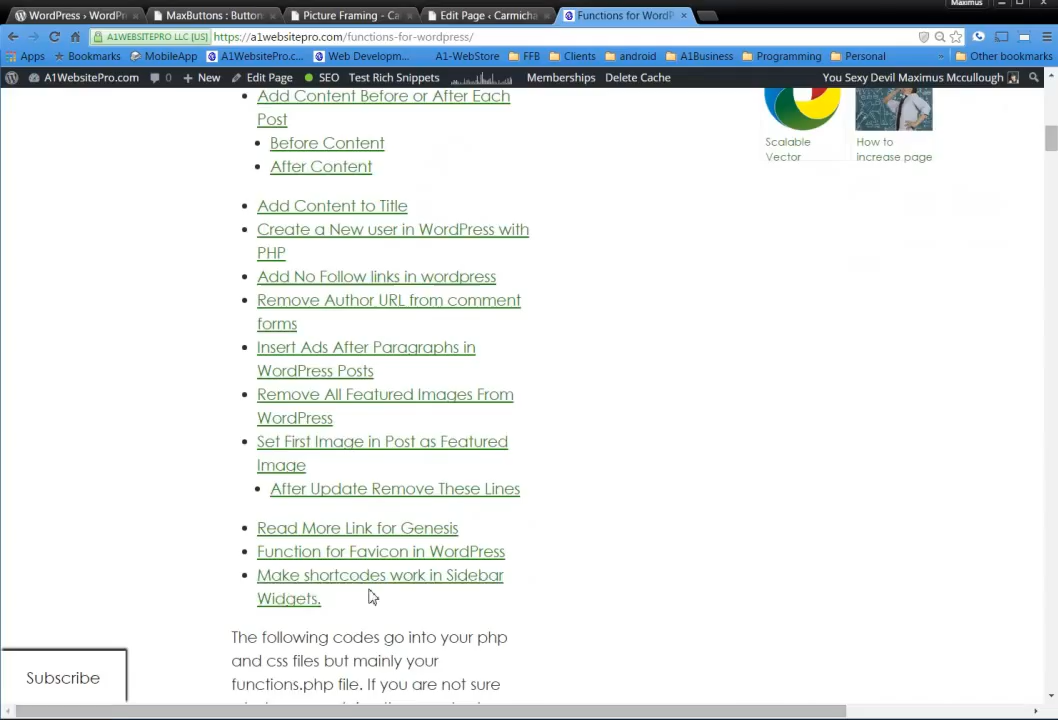 Maximus
WordPress › WordPr
MaxButtons : Button:
Picture Framing - Ca
Edit Page ‹ Carmicha
Functions for WordP
A1WEBSITEPRO LLC [US]
https://a1websitepro.com/functions-for-wordpress/
Apps
Bookmarks
MobileApp
A1WebsitePro.c...
Web Developm...
A1-WebStore
FFB
Clients
android
A1Business
Programming
Personal
»
Other bookmarks
A1WebsitePro.com
0
New
Edit Page
SEO
Test Rich Snippets
Memberships
Delete Cache
You Sexy Devil Maximus Mccullough
Add Content Before or After Each
Post
Before Content
After Content
Add Content to Title
Create a New user in WordPress with
PHP
Add No Follow links in wordpress
Remove Author URL from comment
forms
Insert Ads After Paragraphs in
WordPress Posts
Remove All Featured Images From
WordPress
Set First Image in Post as Featured
Image
After Update Remove These Lines
Read More Link for Genesis
Function for Favicon in WordPress
Make shortcodes work in Sidebar
Widgets.
The following codes go into your php
and css files but mainly your
functions.php file. If you are not sure
Scalable
Vector
How to
increase page
Subscribe